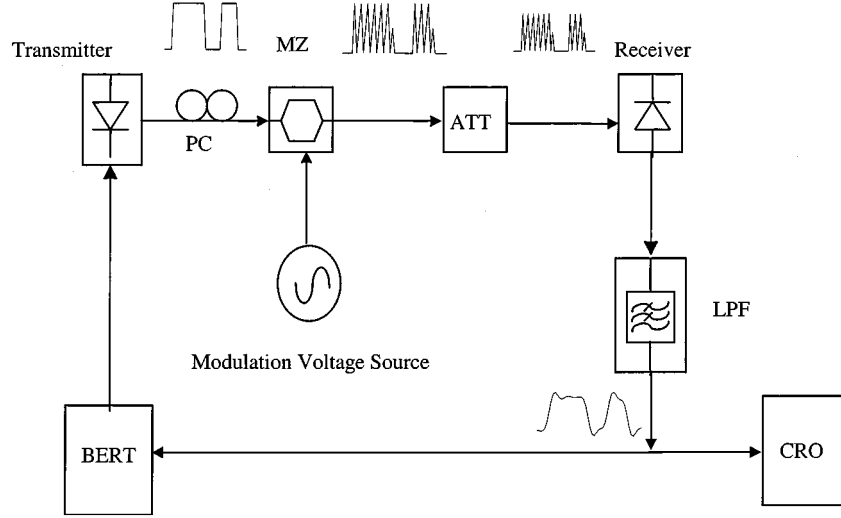 Transmitter
MZ
Receiver
PC
ATT
LPF
Modulation Voltage Source
BERT
CRO